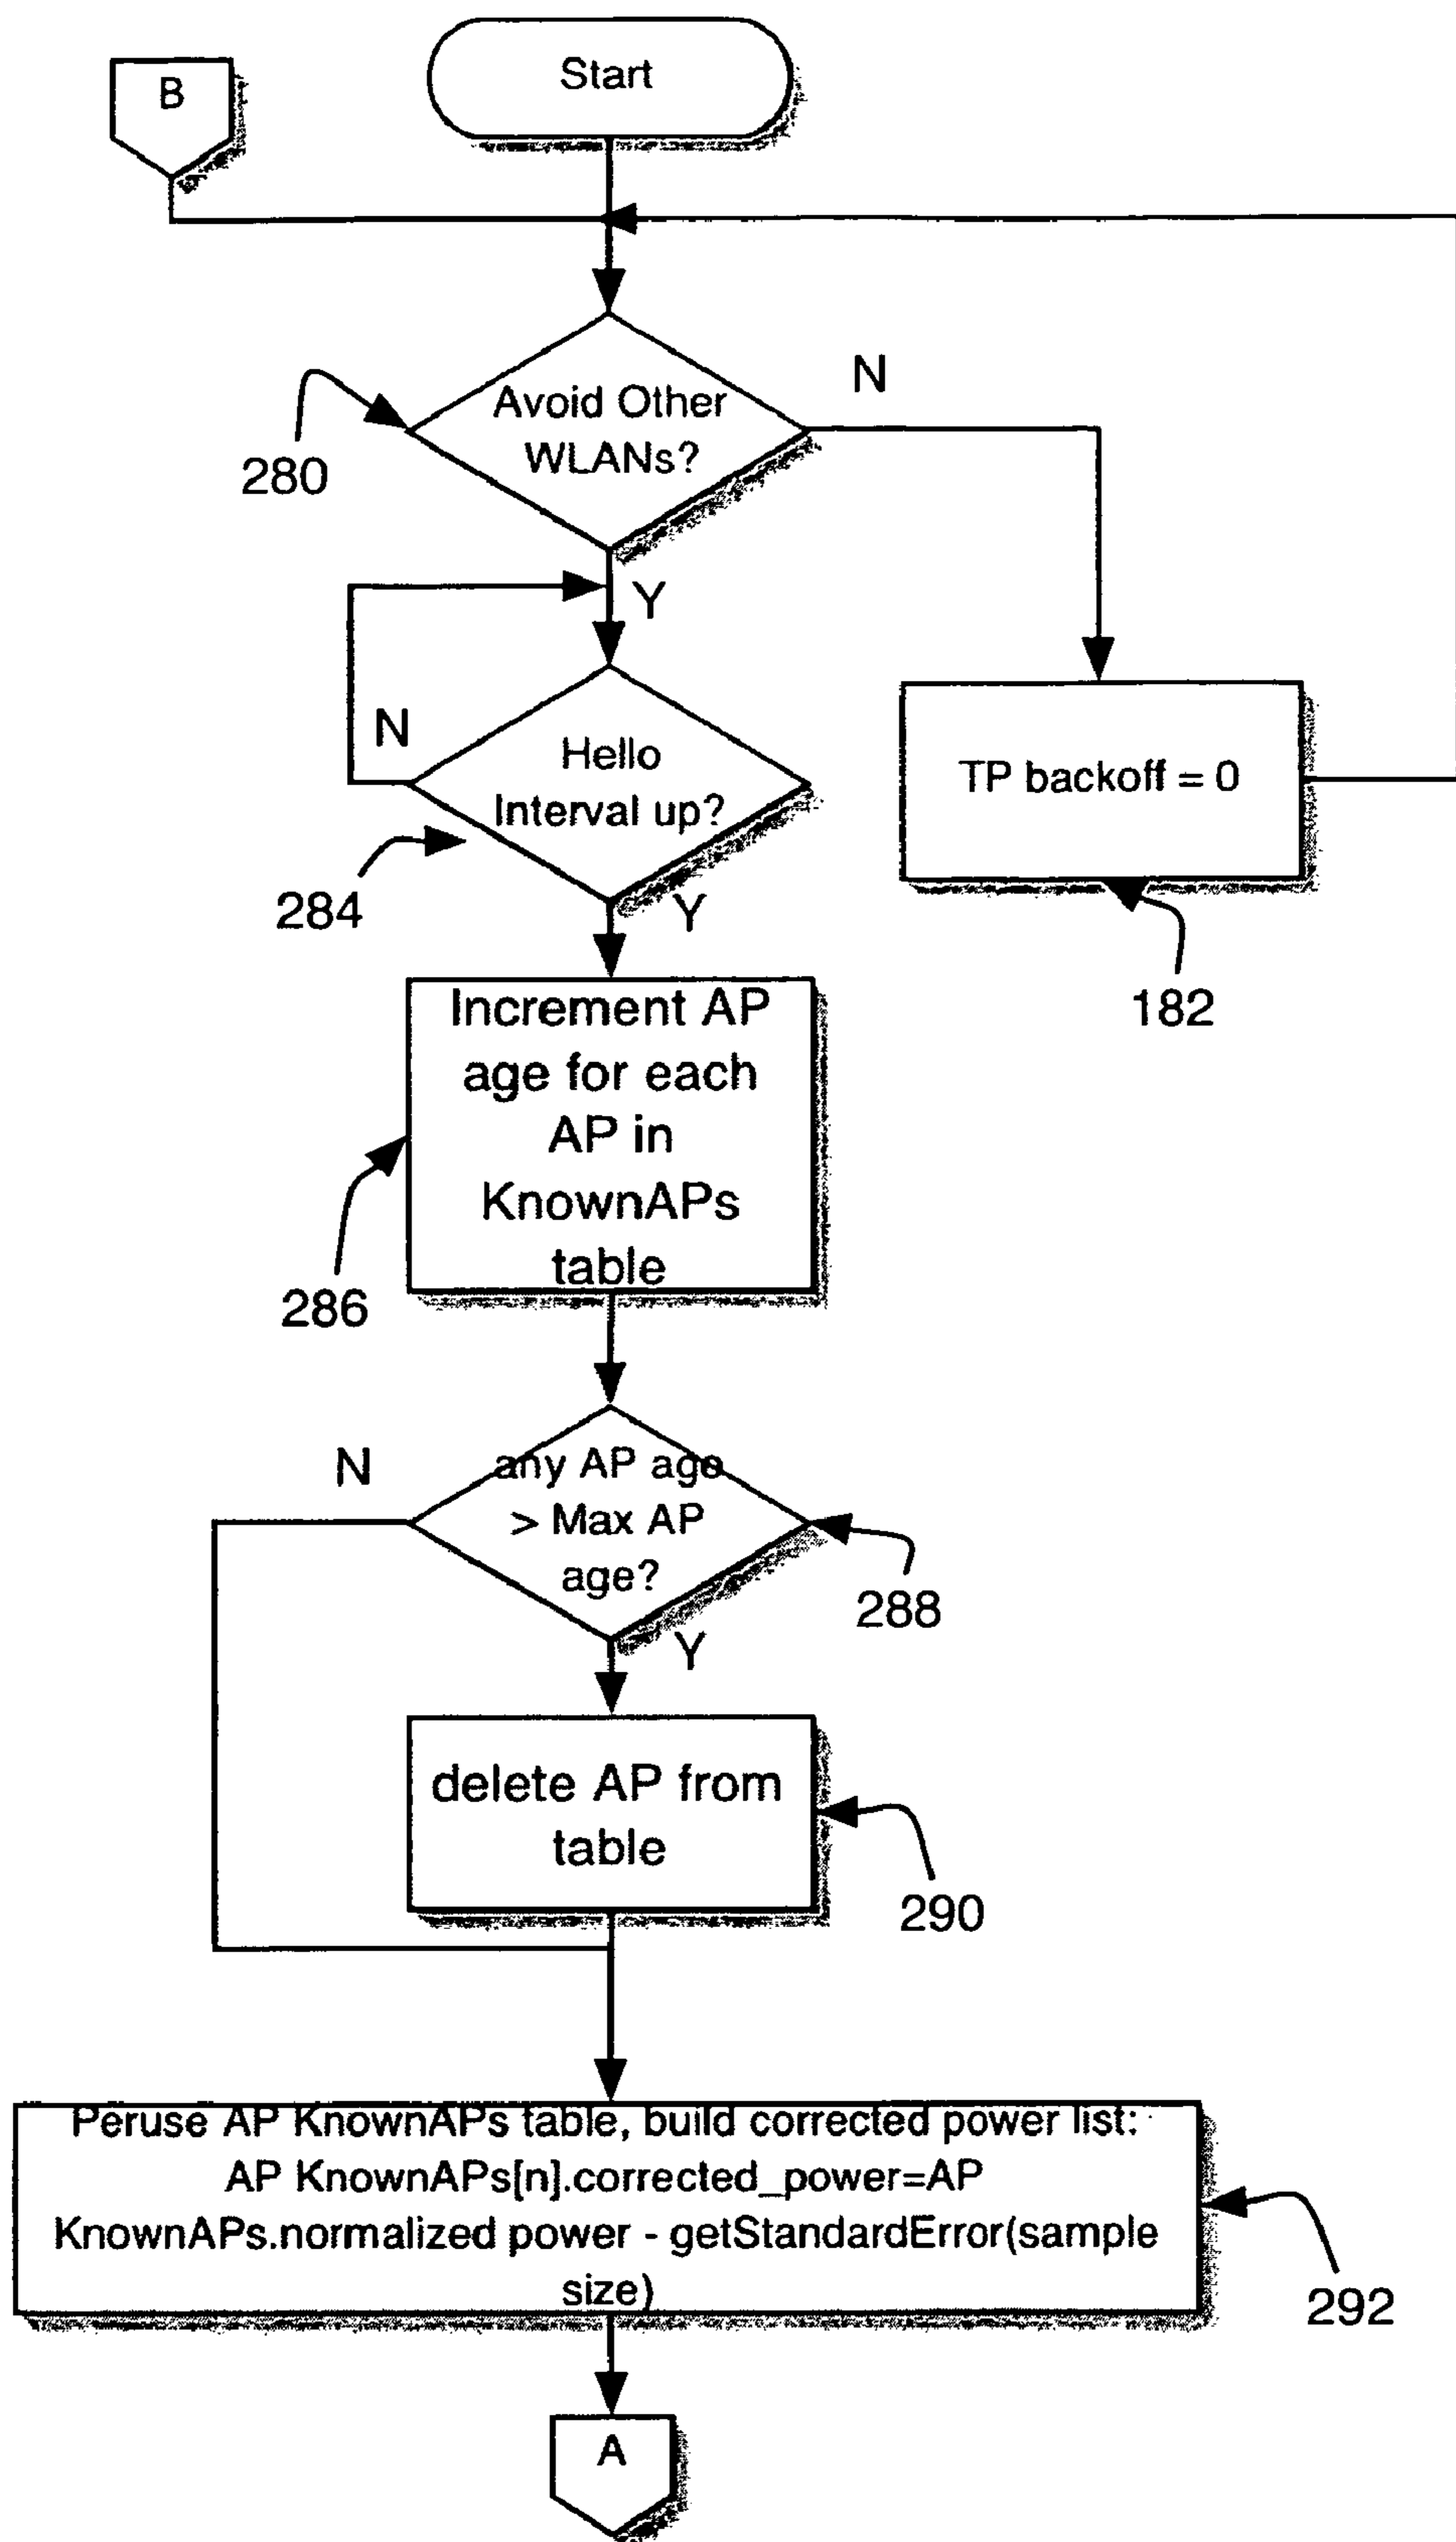 B
Start
N
Avoid Other
WLANs?
280
Y
N
Hello
Interval up?
TP backoff = 0
284
Y
182
Increment AP
age for each
AP in
KnownAPs
table
286
N
any AP age
> Max AP
age?
288
Y
delete AP from
table
290
Peruse AP KnownAPs table, build corrected power list:
AP KnownAPs[n].corrected_power=AP
KnownAPs.normalized power - getStandardError(sample
size)
292
A